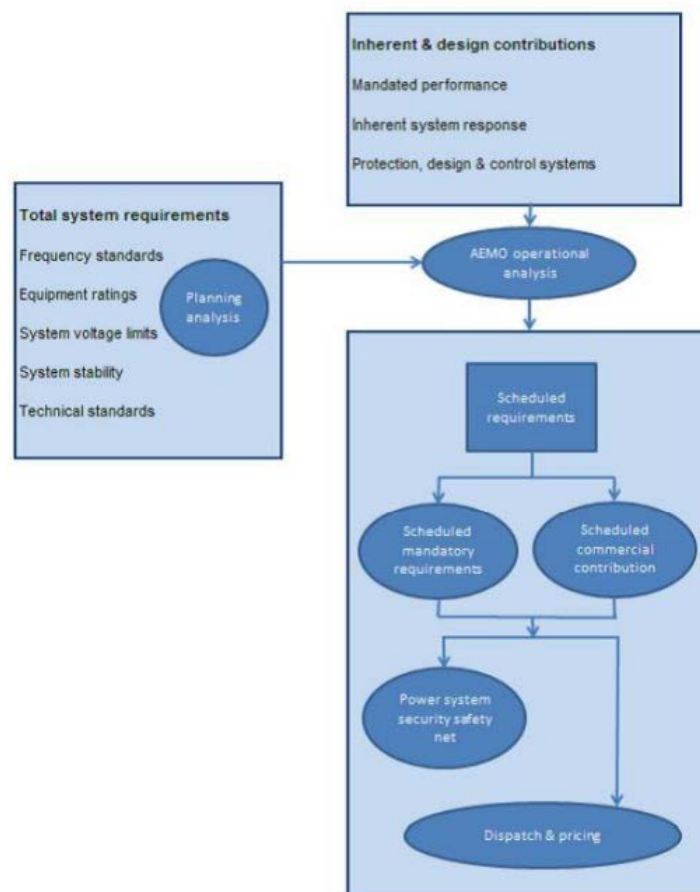 Inherent & design contributions
Mandated performance
Inherent system response
Protection, design & control systems
Total system requirements
Frequency standards
Equipment ratings
System voltage limits
System stability
Technical standards
Planning
analysis
AEMO operational
analysis
Scheduled
requirements
Scheduled
mandatory
requirements
Scheduled
commercial
contribution
Power system
security safety
net
Dispatch & pricing